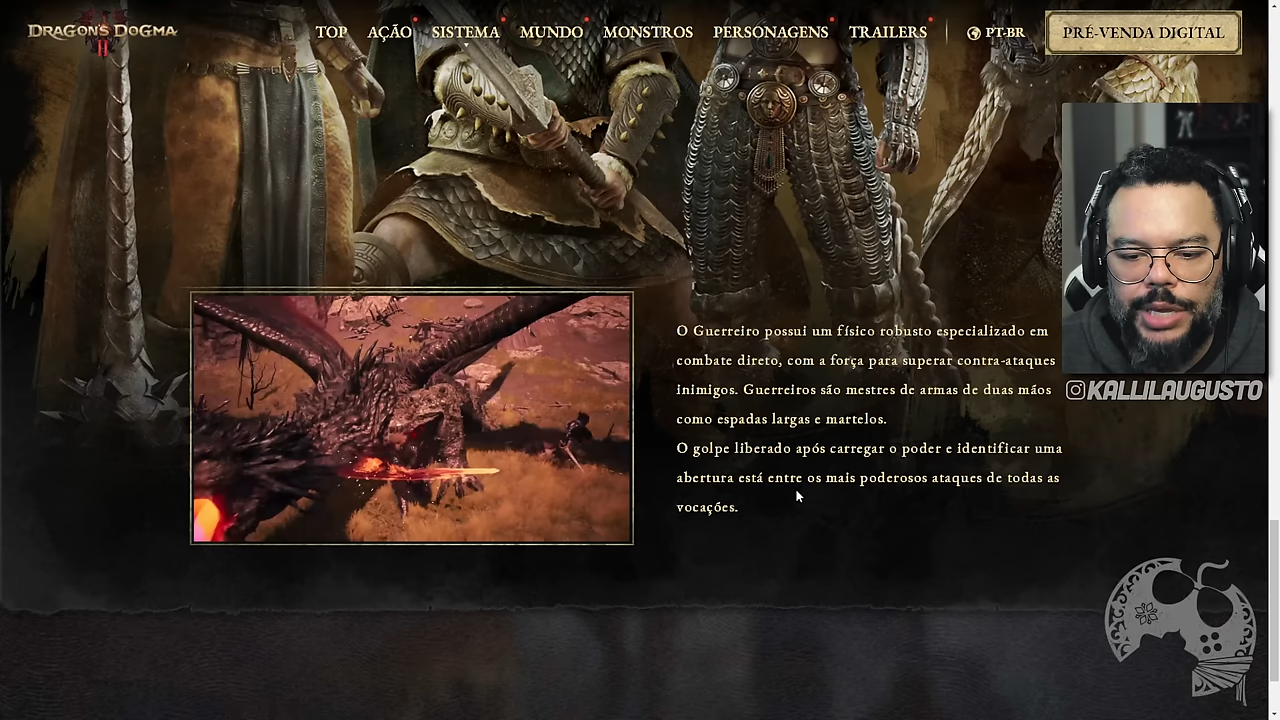 DRAGON'S DOGMA
II
TOP AÇÃO SISTEMA MUNDO MONSTROS PERSONAGENS TRAILERS PT-BR PRÉ-VENDA DIGITAL
O Guerreiro possui um físico robusto especializado em
combate direto, com a força para superar contra-ataques
inimigos. Guerreiros são mestres de armas de duas mãos
como espadas largas e martelos.
O golpe liberado após carregar o poder e identificar uma
abertura está entre os mais poderosos ataques de todas as
vocações.
KALLILAUGUSTO